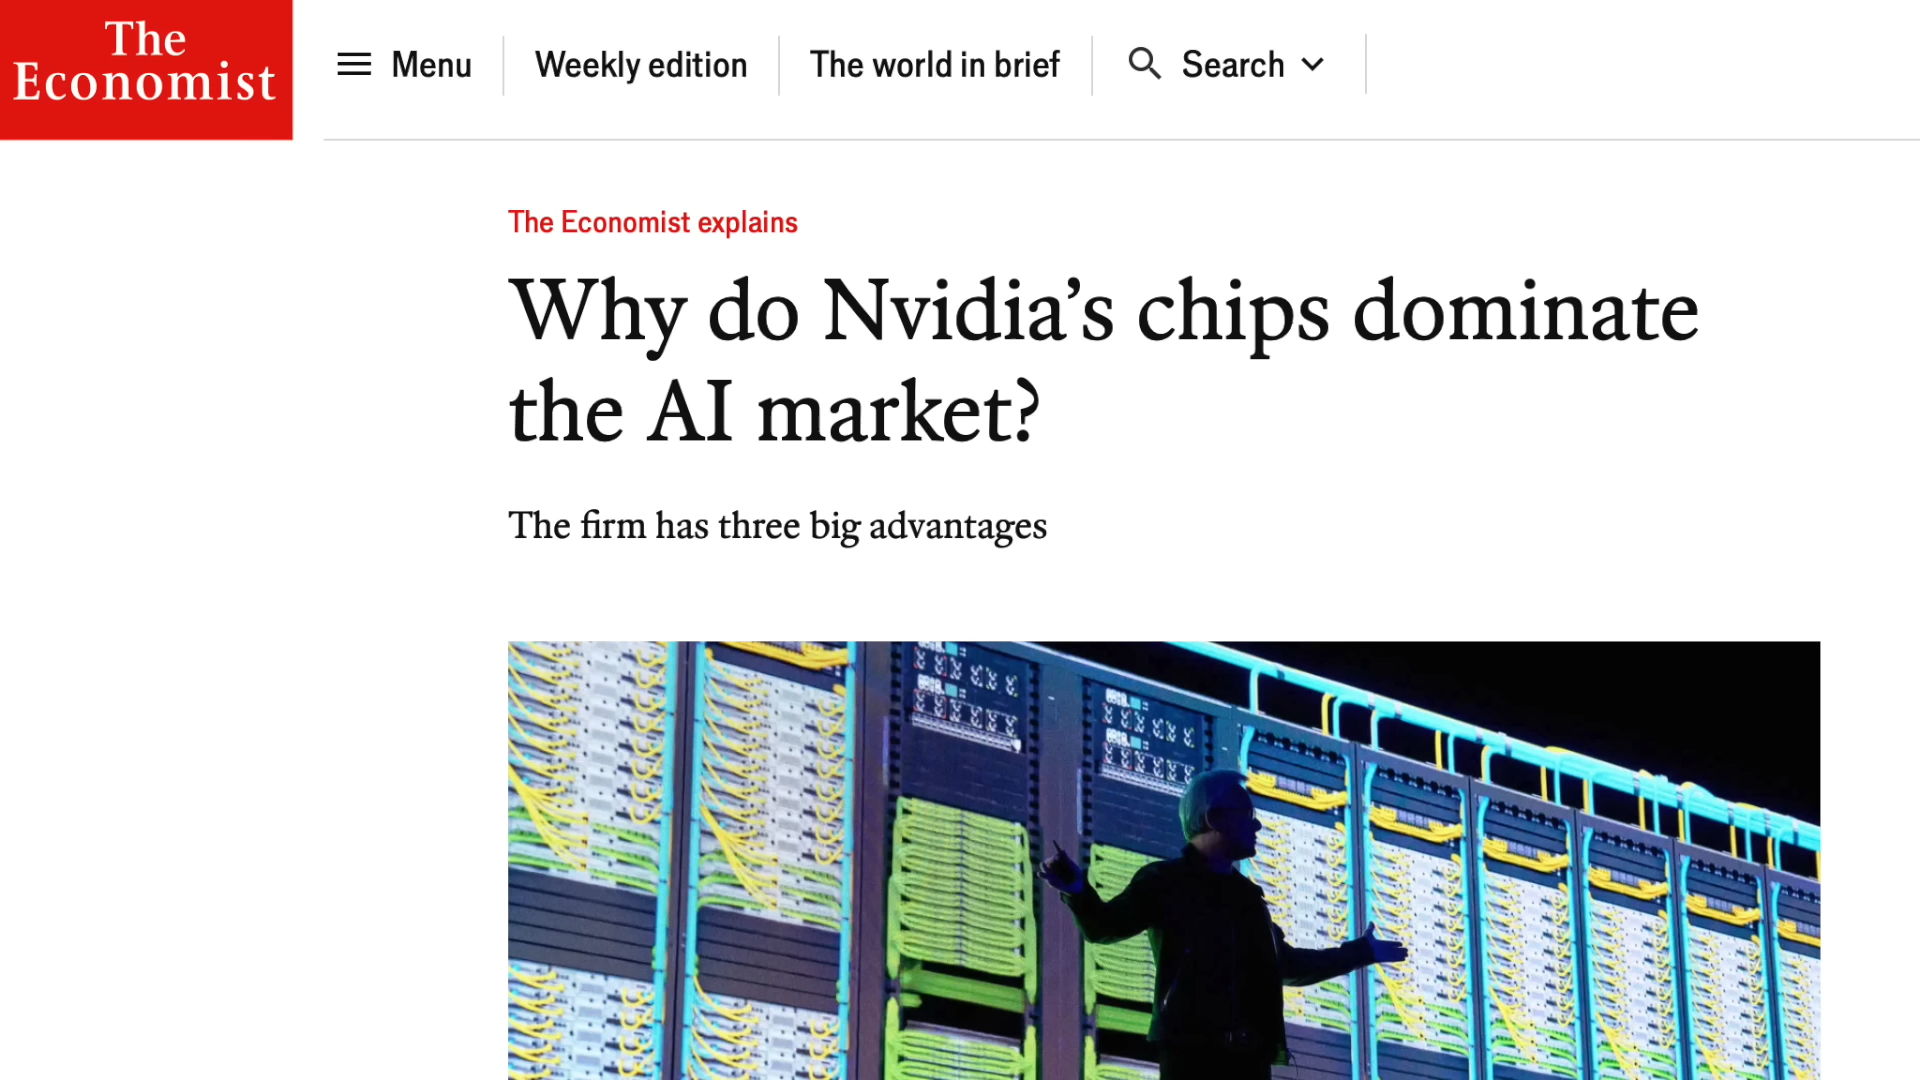 The
Economist
Menu
Weekly edition
The world in brief
Search
The Economist explains
Why do Nvidia’s chips dominate
the AI market?
The firm has three big advantages